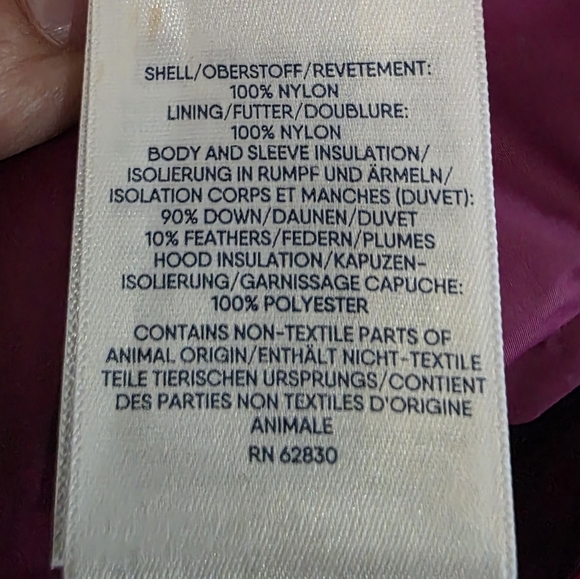 SHELL/OBERSTOFF/REVETEMENT:
100% NYLON
LINING/FUTTER/DOUBLURE:
100% NYLON
BODY AND SLEEVE INSULATION/
ISOLIERUNG IN RUMPF UND ÄRMELN/
ISOLATION CORPS ET MANCHES (DUVET):
90% DOWN/DAUNEN/DUVET
10% FEATHERS/FEDERN/PLUMES
HOOD INSULATION/KAPUZEN-
ISOLIERUNG/GARNISSAGE CAPUCHE:
100% POLYESTER
CONTAINS NON-TEXTILE PARTS OF
ANIMAL ORIGIN/ENTHÄLT NICHT-TEXTILE
TEILE TIERISCHEN URSPRUNGS/CONTIENT
DES PARTIES NON TEXTILES D'ORIGINE
ANIMALE
RN 62830